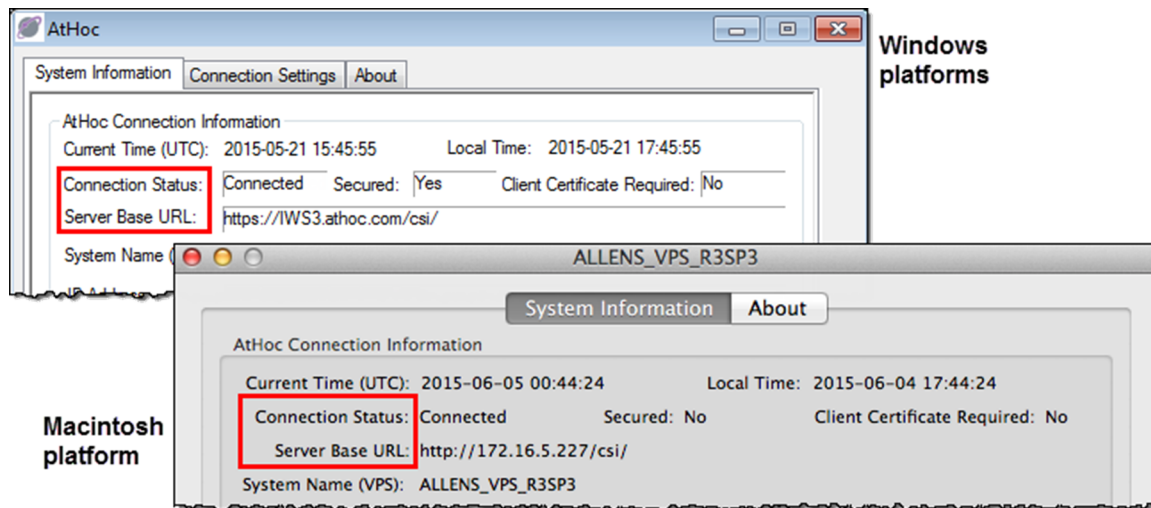 AtHoc
Windows
platforms
System Information Connection Settings About
AtHoc Connection Information
Current Time (UTC): 2015-05-21 15:45:55 Local Time: 2015-05-21 17:45:55
Connection Status: Connected Secured: Yes Client Certificate Required: No
Server Base URL: https://IWS3.athoc.com/csi/
System Name (
ALLENS_VPS_R3SP3
System Information About
AtHoc Connection Information
Current Time (UTC): 2015-06-05 00:44:24 Local Time: 2015-06-04 17:44:24
Connection Status: Connected Secured: No Client Certificate Required: No
Server Base URL: http://172.16.5.227/csi/
System Name (VPS): ALLENS_VPS_R3SP3
Macintosh
platform